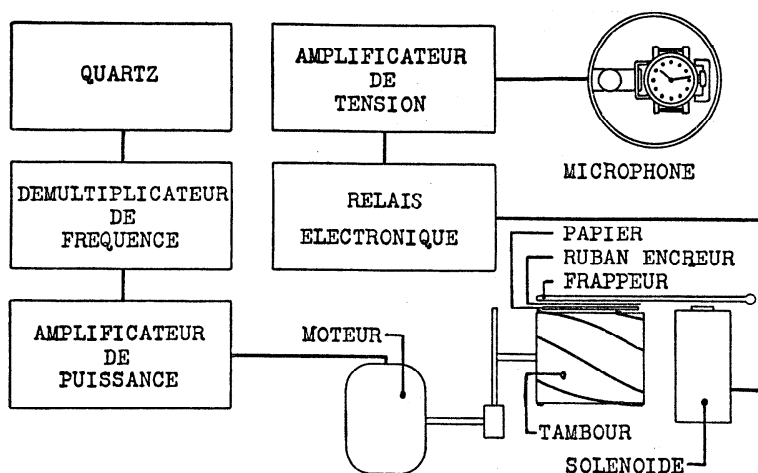 QUARTZ
AMPLIFICATEUR
DE
TENSION
MICROPHONE
DEMULTIPLICATEUR
DE
FREQUENCE
RELAIS
ELECTRONIQUE
PAPIER
RUBAN ENCREUR
FRAPPEUR
AMPLIFICATEUR
DE
PUISSANCE
MOTEUR
TAMBOUR
SOLENOIDE